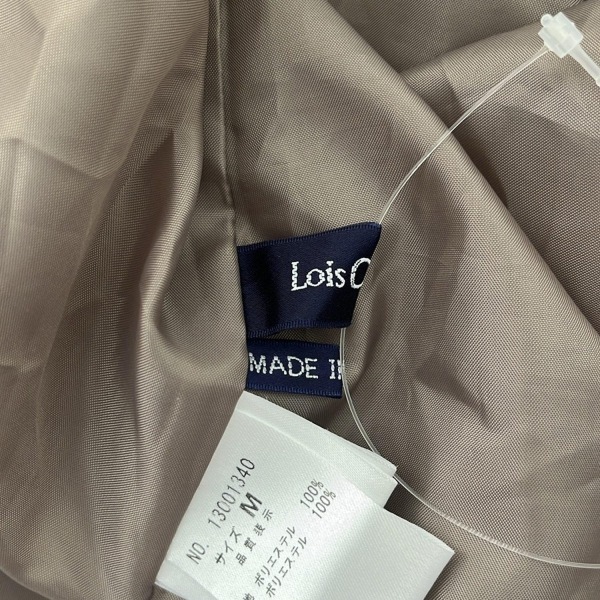 Lois C
MADE I
NO. 13001340
サイズ M
品質表示
ポリエステル 100%
ポリエステル 100%